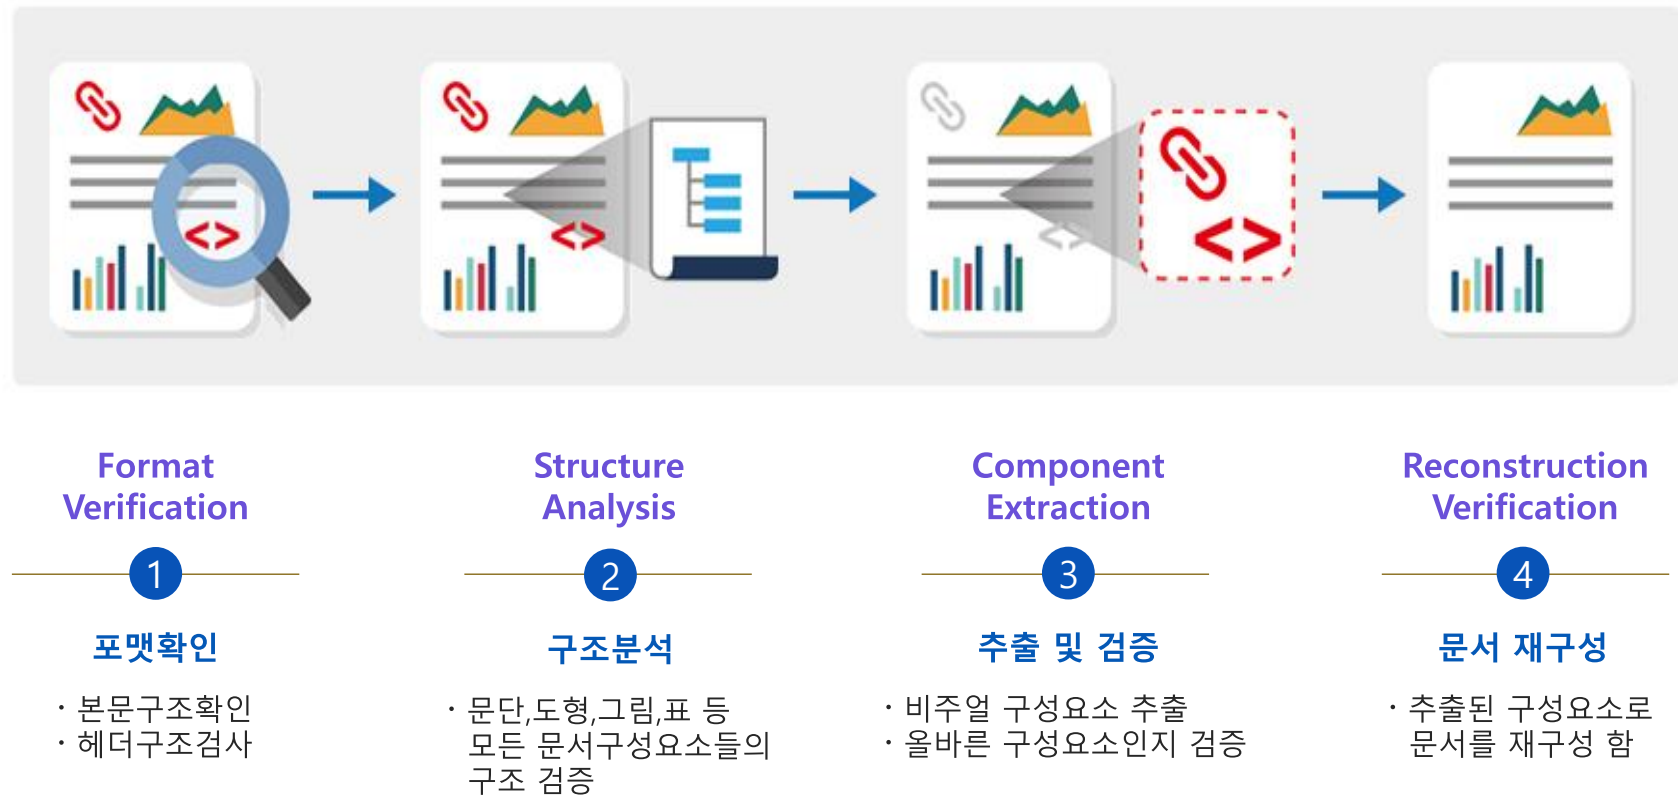 Format
Verification
1
포맷확인
· 본문구조확인
· 헤더구조검사
Structure
Analysis
2
구조분석
· 문단,도형,그림,표 등
모든 문서구성요소들의
구조 검증
Component
Extraction
3
추출 및 검증
· 비주얼 구성요소 추출
· 올바른 구성요소인지 검증
Reconstruction
Verification
4
문서 재구성
· 추출된 구성요소로
문서를 재구성 함